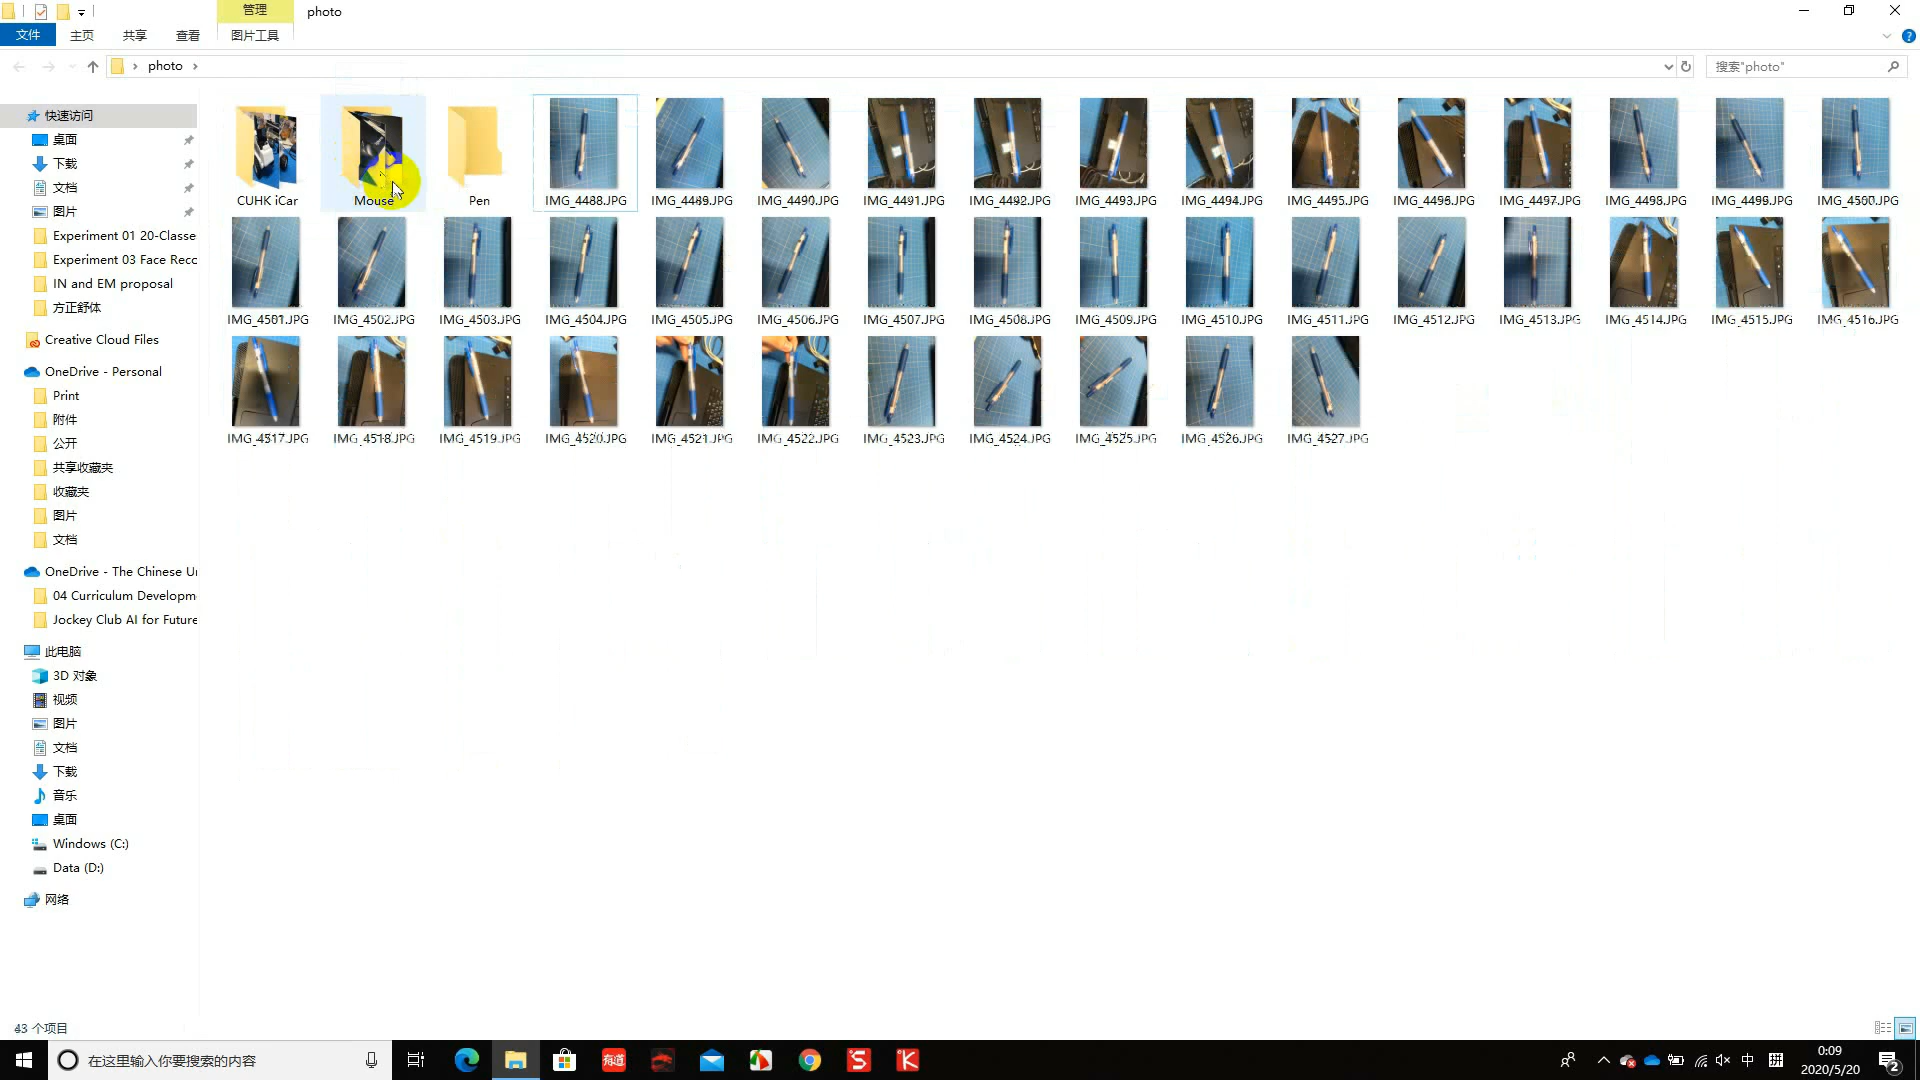 管理
photo
文件
主页
共享
查看
图片工具
photo
搜索"photo"
快速访问
桌面
下载
文档
图片
Experiment 01 20-Classe
Experiment 03 Face Reco
IN and EM proposal
方正舒体
Creative Cloud Files
OneDrive - Personal
Print
附件
公开
共享收藏夹
收藏夹
图片
文档
OneDrive - The Chinese Un
04 Curriculum Developm
Jockey Club AI for Future
此电脑
3D 对象
视频
图片
文档
下载
音乐
桌面
Windows (C:)
Data (D:)
网络
CUHK iCar Mouse Pen IMG_4488.JPG IMG_4489.JPG IMG_4490.JPG IMG_4491.JPG IMG_4492.JPG IMG_4493.JPG IMG_4494.JPG IMG_4495.JPG IMG_4496.JPG IMG_4497.JPG IMG_4498.JPG IMG_4499.JPG IMG_4500.JPG
IMG_4501.JPG IMG_4502.JPG IMG_4503.JPG IMG_4504.JPG IMG_4505.JPG IMG_4506.JPG IMG_4507.JPG IMG_4508.JPG IMG_4509.JPG IMG_4510.JPG IMG_4511.JPG IMG_4512.JPG IMG_4513.JPG IMG_4514.JPG IMG_4515.JPG IMG_4516.JPG
IMG_4517.JPG IMG_4518.JPG IMG_4519.JPG IMG_4520.JPG IMG_4521.JPG IMG_4522.JPG IMG_4523.JPG IMG_4524.JPG IMG_4525.JPG IMG_4526.JPG IMG_4527.JPG
43 个项目
在这里输入你要搜索的内容
有道
中
拼
0:09
2020/5/20
2